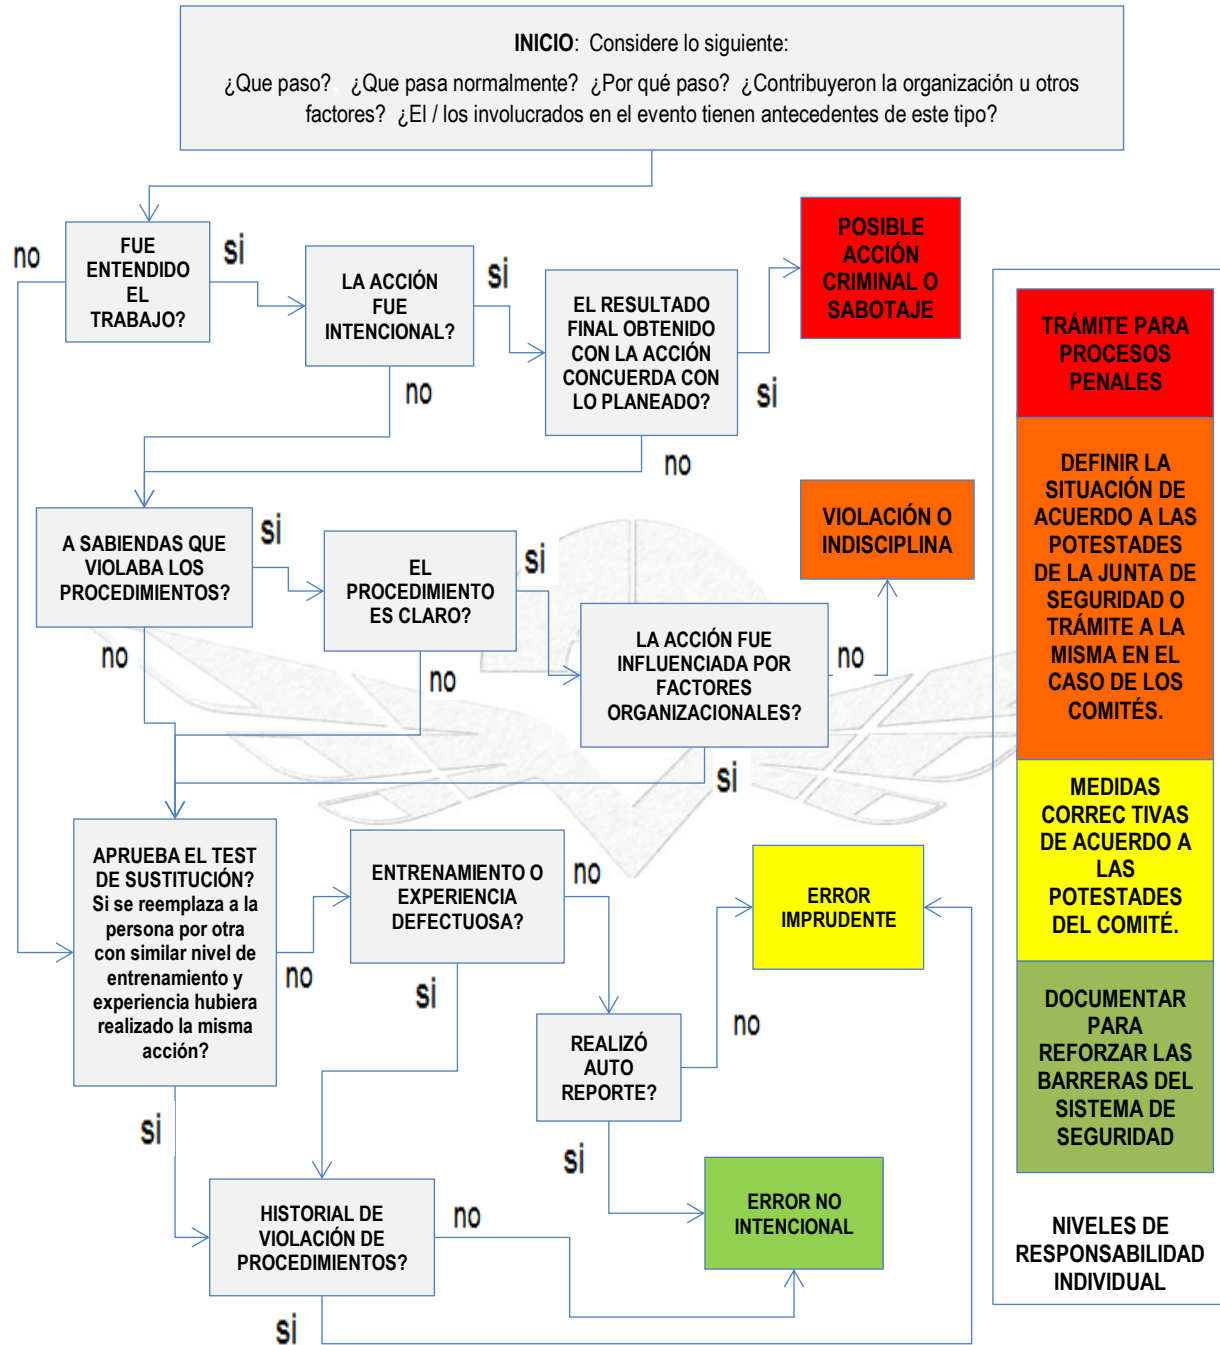 INICIO: Considere lo siguiente:
¿Que paso?, ¿Que pasa normalmente? ¿Por qué paso? ¿Contribuyeron la organización u otros
factores? ¿El / los involucrados en el evento tienen antecedentes de este tipo?
no
FUE
ENTENDIDO
EL
TRABAJO?
si
LA ACCIÓN
FUE
INTENCIONAL?
si
no
EL RESULTADO
FINAL OBTENIDO
CON LA ACCIÓN
CONCUERDA CON
LO PLANEADO?
si
no
POSIBLE
ACCIÓN
CRIMINAL O
SABOTAJE
A SABIENDAS QUE
VIOLABA LOS
PROCEDIMIENTOS?
si
no
EL
PROCEDIMIENTO
ES CLARO?
si
no
LA ACCIÓN FUE
INFLUENCIADA POR
FACTORES
ORGANIZACIONALES?
no
si
VIOLACIÓN O
INDISCIPLINA
APRUEBA EL TEST
DE SUSTITUCIÓN?
Si se reemplaza a la
persona por otra
con similar nivel de
entrenamiento y
experiencia hubiera
realizado la misma
acción?
no
si
ENTRENAMIENTO O
EXPERIENCIA
DEFECTUOSA?
no
si
ERROR
IMPRUDENTE
REALIZÓ
AUTO
REPORTE?
no
si
HISTORIAL DE
VIOLACIÓN DE
PROCEDIMIENTOS?
no
si
ERROR NO
INTENCIONAL
TRÁMITE PARA
PROCESOS
PENALES
DEFINIR LA
SITUACIÓN DE
ACUERDO A LAS
POTESTADES
DE LA JUNTA DE
SEGURIDAD O
TRÁMITE A LA
MISMA EN EL
CASO DE LOS
COMITÉS.
MEDIDAS
CORREC TIVAS
DE ACUERDO A
LAS
POTESTADES
DEL COMITÉ.
DOCUMENTAR
PARA
REFORZAR LAS
BARRERAS DEL
SISTEMA DE
SEGURIDAD
NIVELES DE
RESPONSABILIDAD
INDIVIDUAL